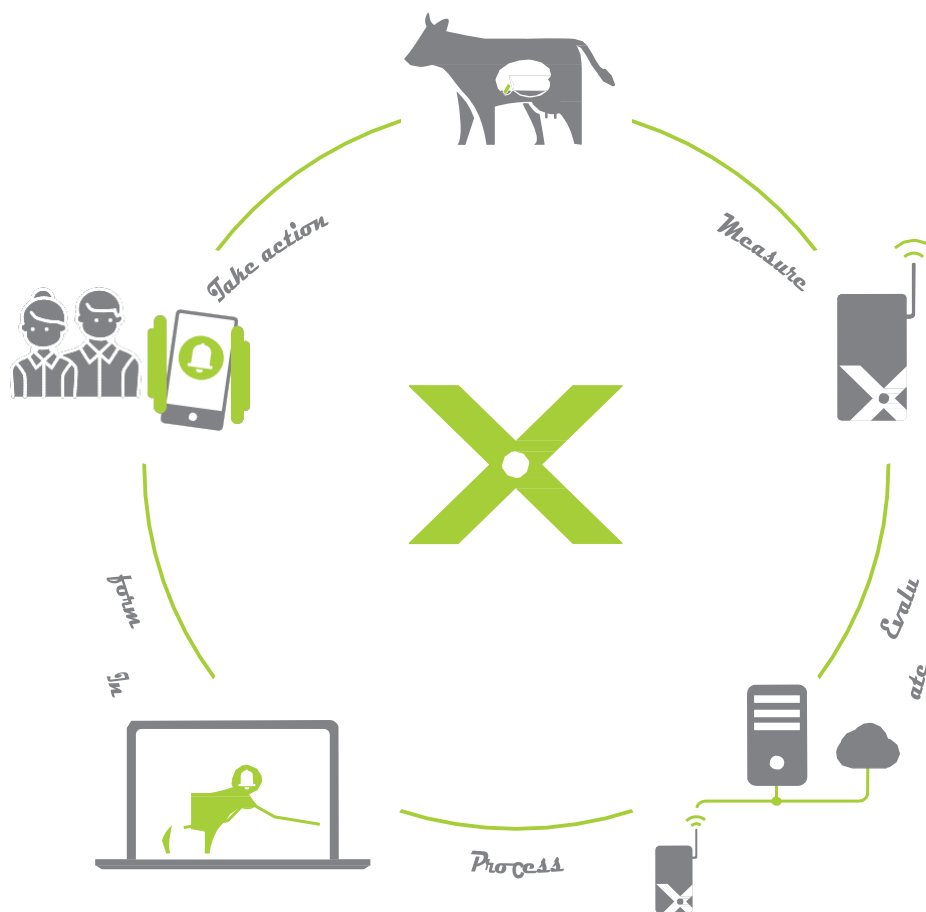 Take action
Measure
Evalu
ate
Process
In
form